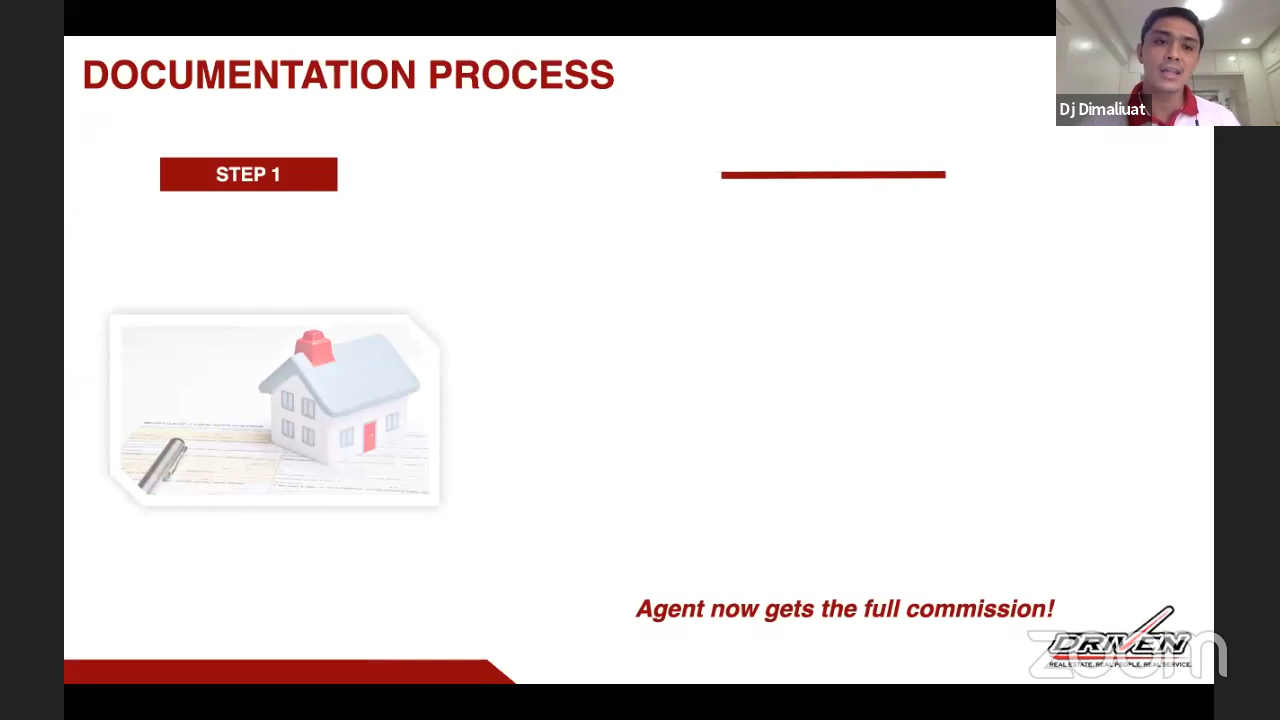 DOCUMENTATION PROCESS
Dj Dimaliuat
STEP 1
Agent now gets the full commission!
DRIVEN
REAL ESTATE. REAL PEOPLE. REAL SERVICE.
zoom